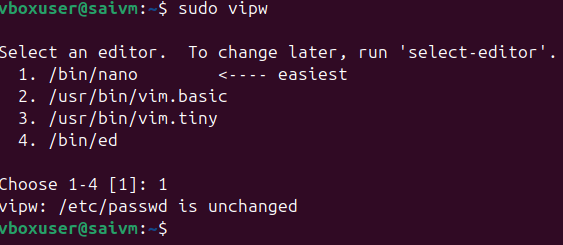 vboxuser@saivm:~$ sudo vipw
Select an editor.  To change later, run 'select-editor'.
  1. /bin/nano        <---- easiest
  2. /usr/bin/vim.basic
  3. /usr/bin/vim.tiny
  4. /bin/ed
Choose 1-4 [1]: 1
vipw: /etc/passwd is unchanged
vboxuser@saivm:~$